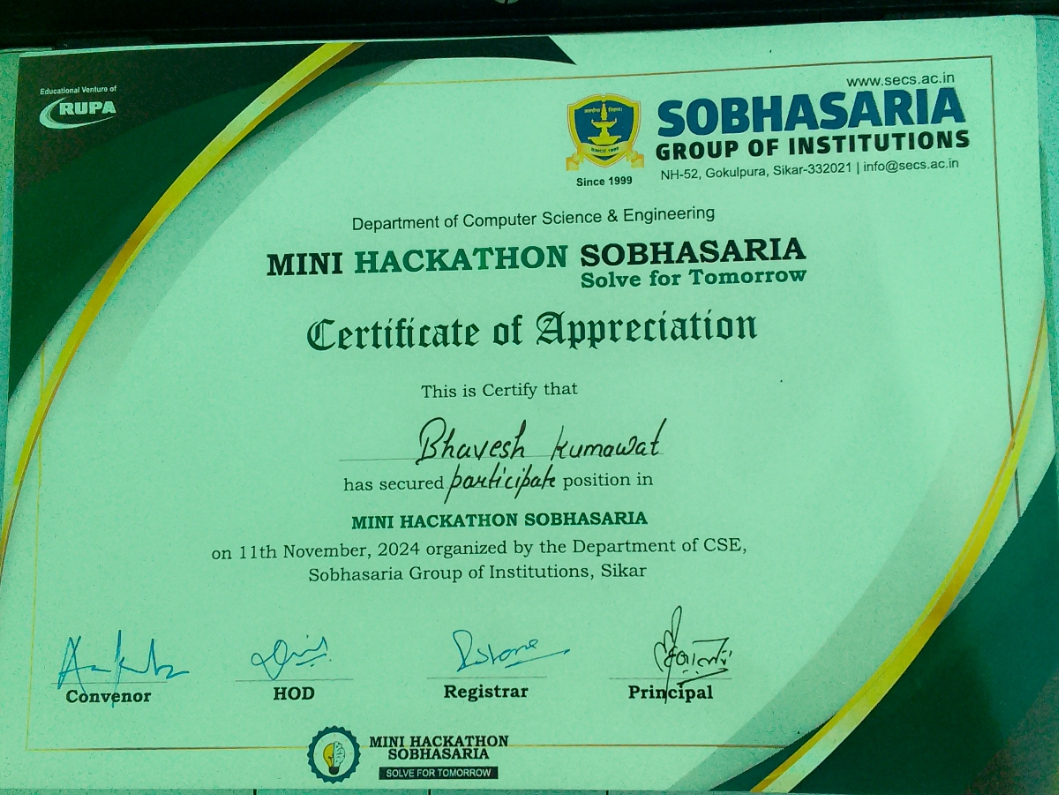 Educational Venture of
RUPA
www.secs.ac.in
SOBHASARIA
GROUP OF INSTITUTIONS
Since 1999
NH-52, Gokulpura, Sikar-332021 | info@secs.ac.in
Department of Computer Science & Engineering
MINI HACKATHON SOBHASARIA
Solve for Tomorrow
Certificate of Appreciation
This is Certify that
Bhavesh Kumawat
has secured participate position in
MINI HACKATHON SOBHASARIA
on 11th November, 2024 organized by the Department of CSE,
Sobhasaria Group of Institutions, Sikar
Convenor HOD Registrar Principal
MINI HACKATHON
SOBHASARIA
SOLVE FOR TOMORROW